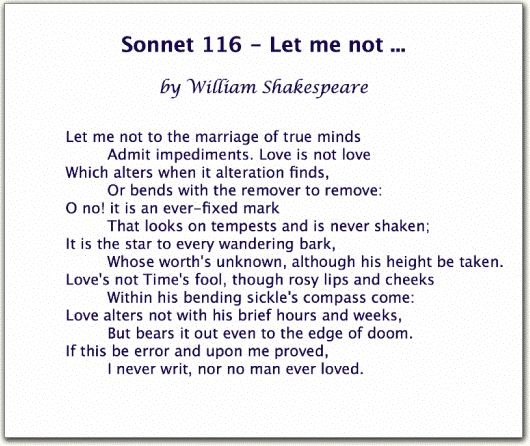 Sonnet 116 - Let me not ...
by William Shakespeare
Let me not to the marriage of true minds
Admit impediments. Love is not love
Which alters when it alteration finds,
Or bends with the remover to remove:
O no! it is an ever-fixed mark
That looks on tempests and is never shaken;
It is the star to every wandering bark,
Whose worth's unknown, although his height be taken.
Love's not Time's fool, though rosy lips and cheeks
Within his bending sickle's compass come:
Love alters not with his brief hours and weeks,
But bears it out even to the edge of doom.
If this be error and upon me proved,
I never writ, nor no man ever loved.